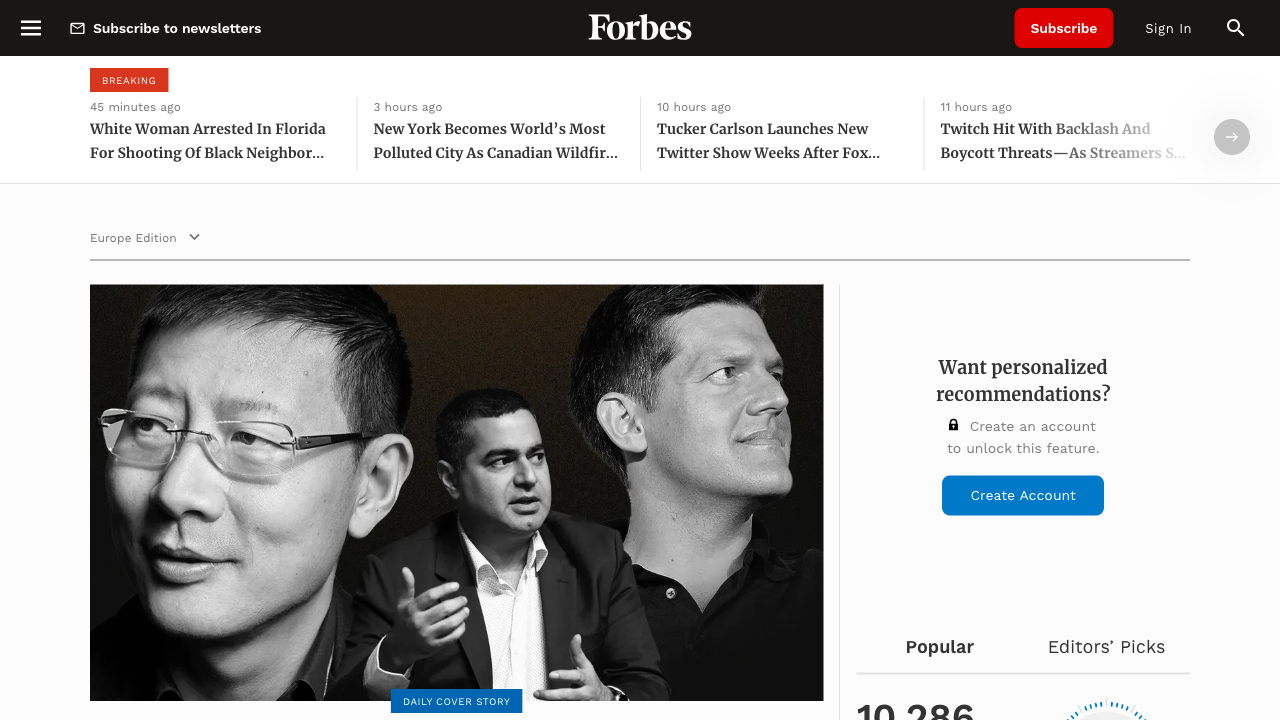 Subscribe to newsletters
Forbes
Subscribe
Sign In
BREAKING
45 minutes ago
White Woman Arrested In Florida
For Shooting Of Black Neighbor...
3 hours ago
New York Becomes World’s Most
Polluted City As Canadian Wildfir...
10 hours ago
Tucker Carlson Launches New
Twitter Show Weeks After Fox...
11 hours ago
Twitch Hit With Backlash And
Boycott Threats—As Streamers S...
Europe Edition
DAILY COVER STORY
Want personalized
recommendations?
Create an account
to unlock this feature.
Create Account
Popular
Editors’ Picks
10,286